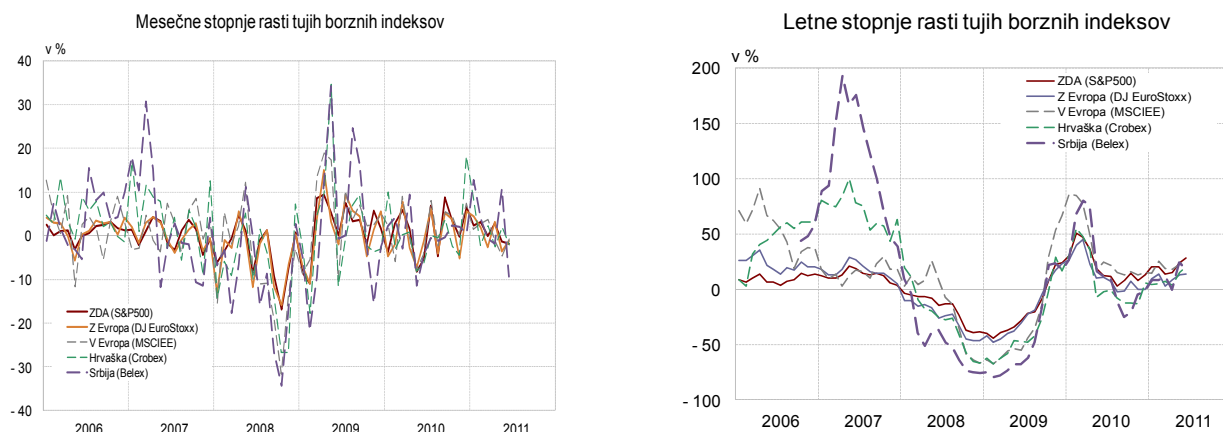 Mesečne stopnje rasti tujih borznih indeksov
v %
40
30
20
10
0
- 10
- 20
- 30
- 40
ZDA (S&P500)
Z Evropa (DJ EuroStoxx)
V Evropa (MSCIEE)
Hrvaška (Crobex)
Srbija (Belex)
2006 2007 2008 2009 2010 2011
Letne stopnje rasti tujih borznih indeksov
v %
200
150
100
50
0
- 50
- 100
ZDA (S&P500)
Z Evropa (DJ EuroStoxx)
V Evropa (MSCIEE)
Hrvaška (Crobex)
Srbija (Belex)
2006 2007 2008 2009 2010 2011